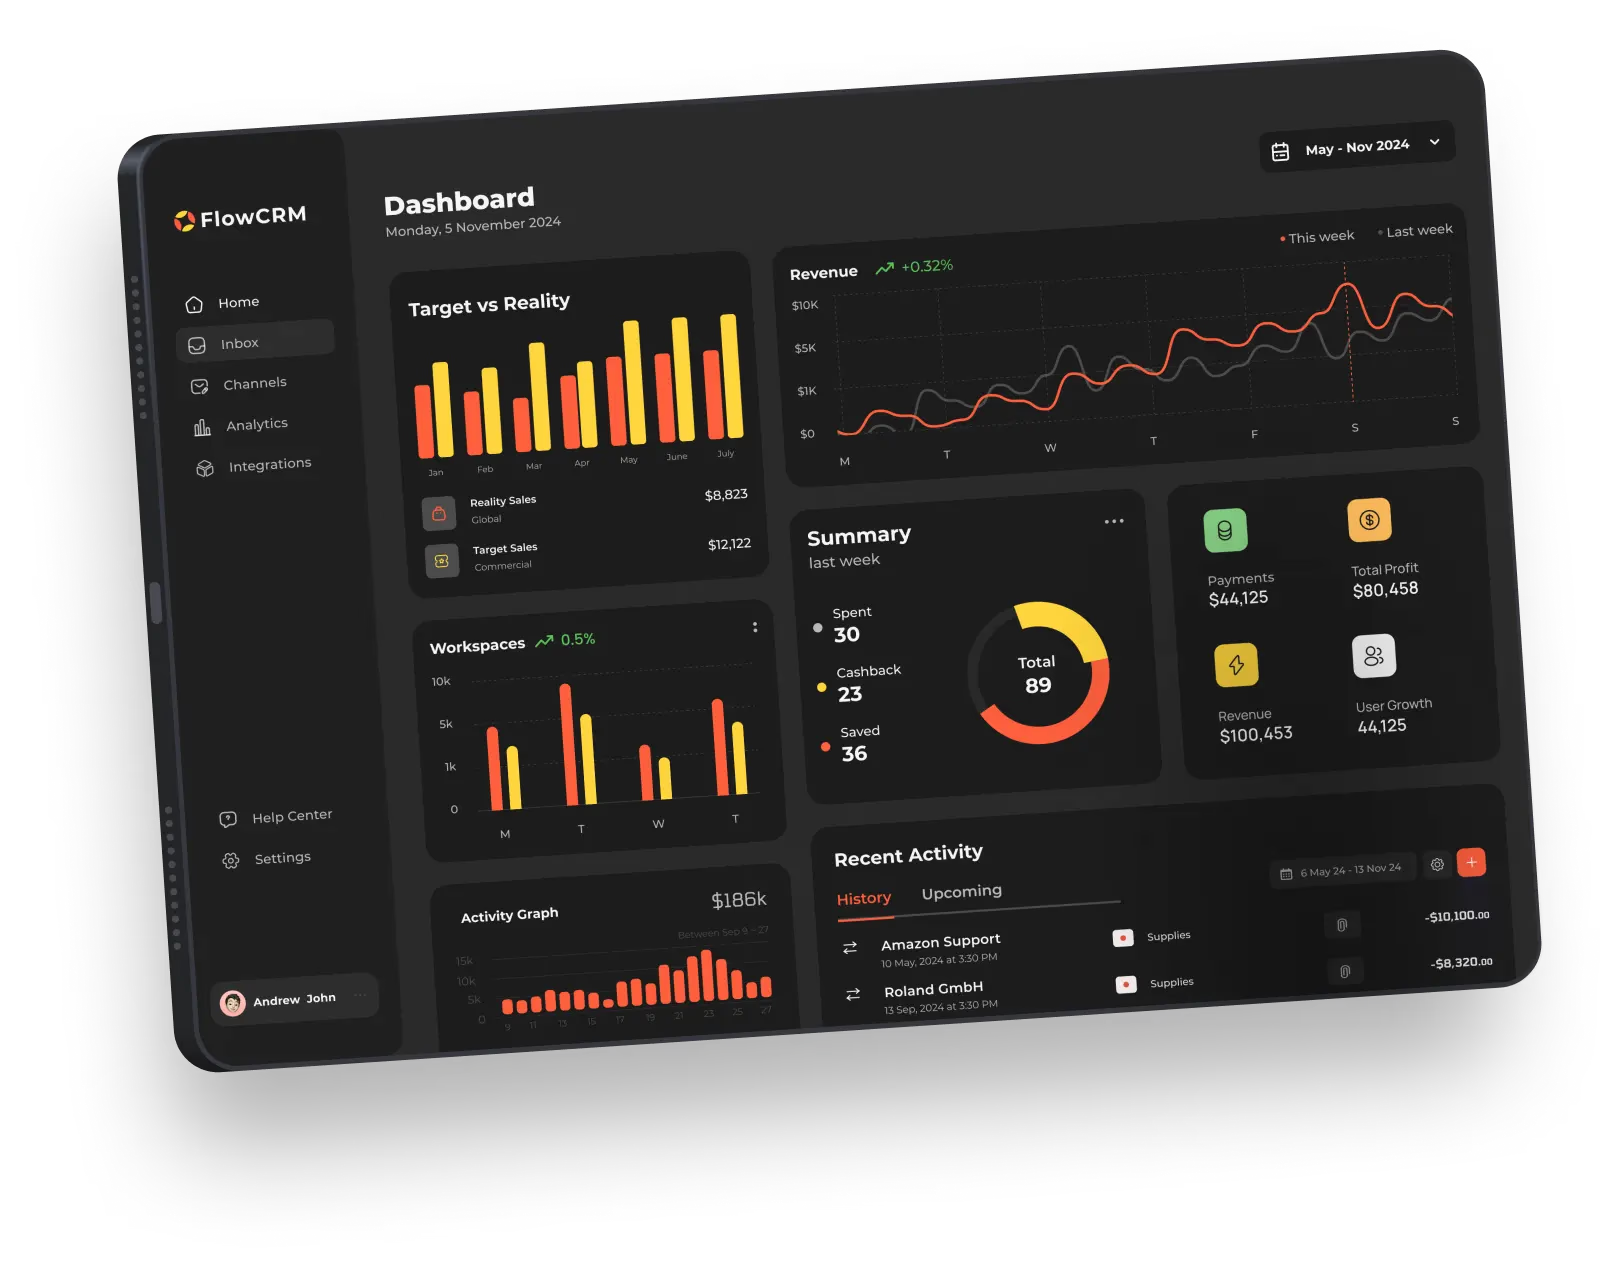 FlowCRM
Home
Inbox
Channels
Analytics
Integrations
Help Center
Settings
Andrew John
Dashboard
Monday, 5 November 2024
May - Nov 2024
Target vs Reality
Jan Feb Mar Apr May June July
Reality Sales
Global
$8,823
Target Sales
Commercial
$12,122
Revenue +0.32%
This week Last week
$10K
$5K
$1K
$0
M T W T F S S
Workspaces 0.5%
10k
5k
1k
0
M T W T
Summary
last week
Spent
30
Cashback
23
Saved
36
Total
89
Payments
$44,125
Total Profit
$80,458
Revenue
$100,453
User Growth
44,125
Activity Graph
$186k
Between Sep 9 - 27
15k
10k
5k
0
9 11 13 15 17 19 21 23 25 27
Recent Activity
History Upcoming
6 May 24 - 13 Nov 24
Amazon Support
10 May, 2024 at 3:30 PM
Supplies
-$10,100.00
Roland GmbH
13 Sep, 2024 at 3:30 PM
Supplies
-$8,320.00